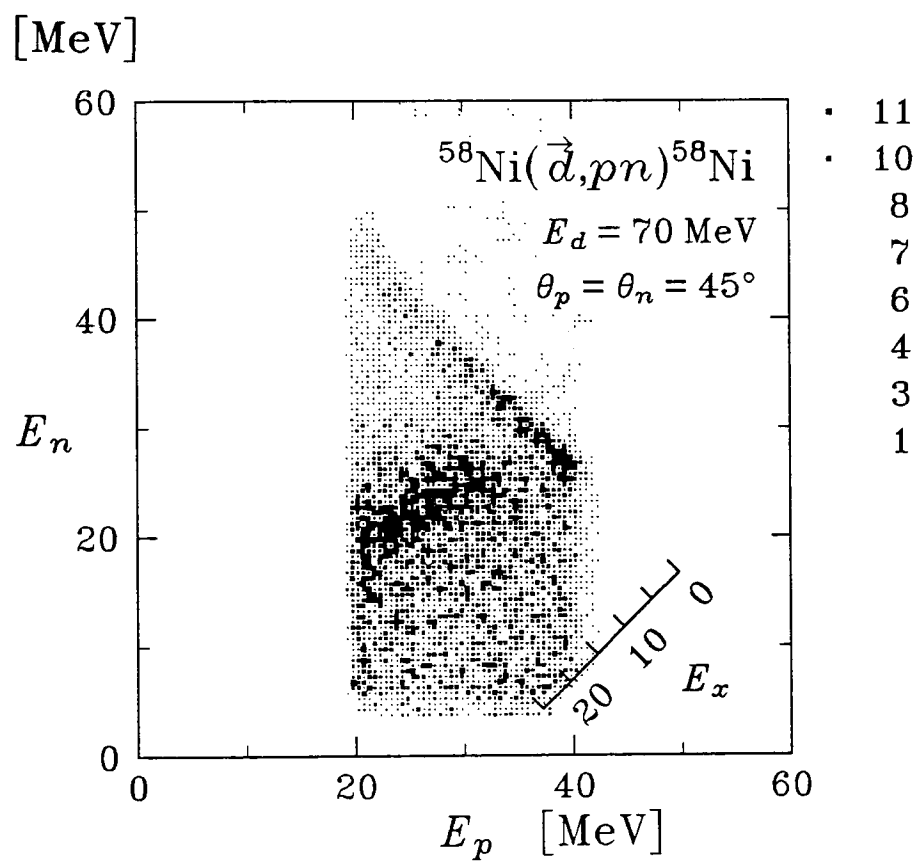 [MeV]
60
40
20
0
E_n
⁵⁸Ni(d⃗,pn)⁵⁸Ni
E_d = 70 MeV
θ_p = θ_n = 45°
11
10
8
7
6
4
3
1
0
10
20
E_x
0
20
40
60
E_p [MeV]